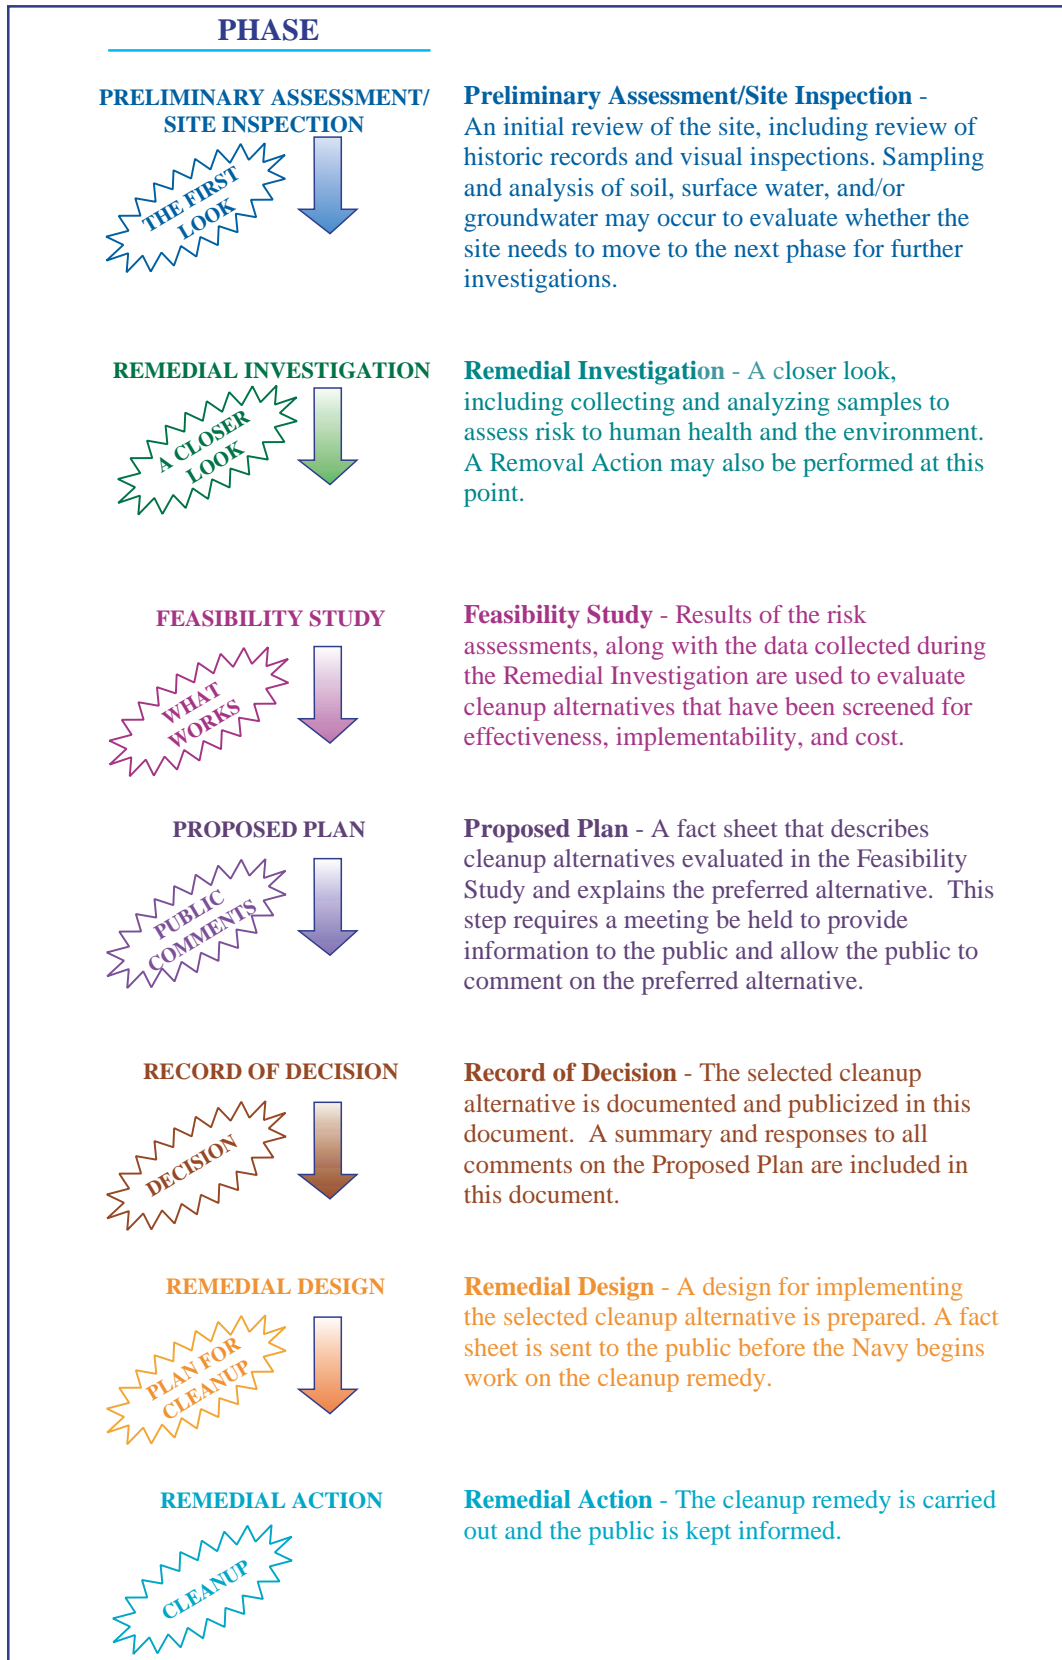 PHASE
PRELIMINARY ASSESSMENT/
SITE INSPECTION
THE FIRST
LOOK
Preliminary Assessment/Site Inspection -
An initial review of the site, including review of
historic records and visual inspections. Sampling
and analysis of soil, surface water, and/or
groundwater may occur to evaluate whether the
site needs to move to the next phase for further
investigations.
REMEDIAL INVESTIGATION
A CLOSER
LOOK
Remedial Investigation - A closer look,
including collecting and analyzing samples to
assess risk to human health and the environment.
A Removal Action may also be performed at this
point.
FEASIBILITY STUDY
WHAT
WORKS
Feasibility Study - Results of the risk
assessments, along with the data collected during
the Remedial Investigation are used to evaluate
cleanup alternatives that have been screened for
effectiveness, implementability, and cost.
PROPOSED PLAN
PUBLIC
COMMENTS
Proposed Plan - A fact sheet that describes
cleanup alternatives evaluated in the Feasibility
Study and explains the preferred alternative.  This
step requires a meeting be held to provide
information to the public and allow the public to
comment on the preferred alternative.
RECORD OF DECISION
DECISION
Record of Decision - The selected cleanup
alternative is documented and publicized in this
document.  A summary and responses to all
comments on the Proposed Plan are included in
this document.
REMEDIAL DESIGN
PLAN FOR
CLEANUP
Remedial Design - A design for implementing
the selected cleanup alternative is prepared. A fact
sheet is sent to the public before the Navy begins
work on the cleanup remedy.
REMEDIAL ACTION
CLEANUP
Remedial Action - The cleanup remedy is carried
out and the public is kept informed.